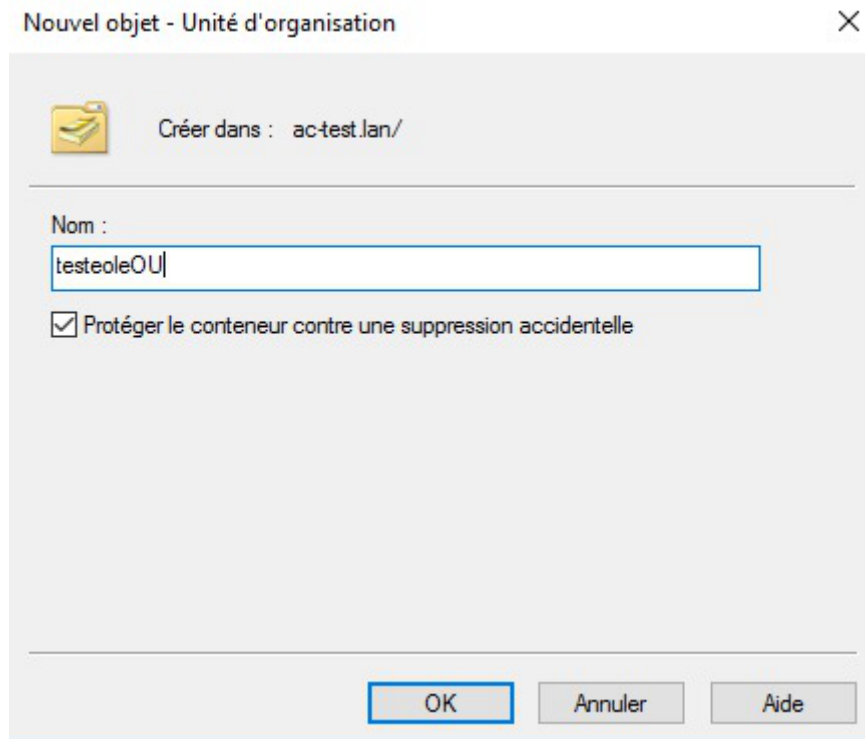 Nouvel objet - Unité d'organisation
Créer dans : ac-test.lan/
Nom :
testeoleOU
Protéger le conteneur contre une suppression accidentelle
OK Annuler Aide